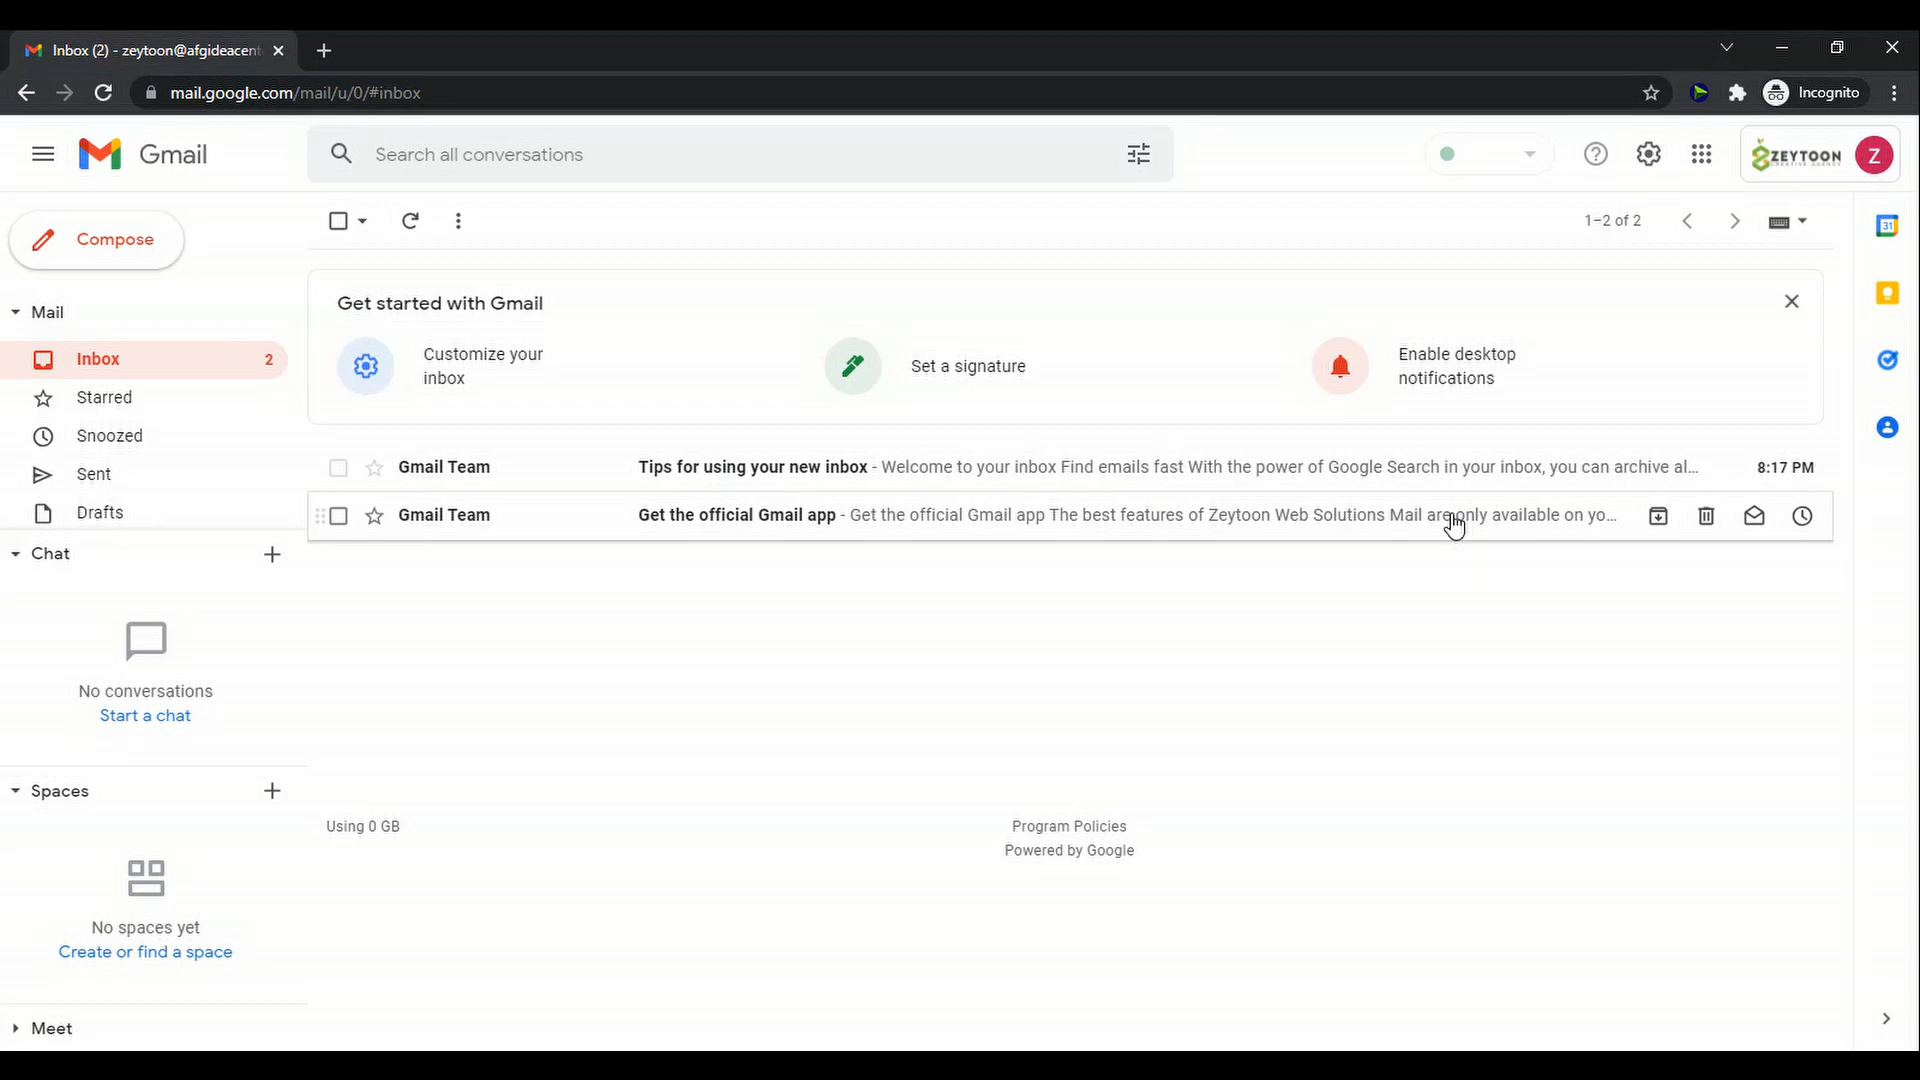 Inbox (2) - zeytoon@afgideacent
mail.google.com/mail/u/0/#inbox
Incognito
Gmail
Search all conversations
ZEYTOON
CREATIVE AGENCY
Z
Compose
1–2 of 2
31
Mail
Get started with Gmail
Customize your
inbox
Set a signature
Enable desktop
notifications
Inbox 2
Starred
Snoozed
Sent
Drafts
Gmail Team Tips for using your new inbox - Welcome to your inbox Find emails fast With the power of Google Search in your inbox, you can archive al... 8:17 PM
Gmail Team Get the official Gmail app - Get the official Gmail app The best features of Zeytoon Web Solutions Mail are only available on yo...
Chat
No conversations
Start a chat
Spaces
No spaces yet
Create or find a space
Meet
Using 0 GB
Program Policies
Powered by Google